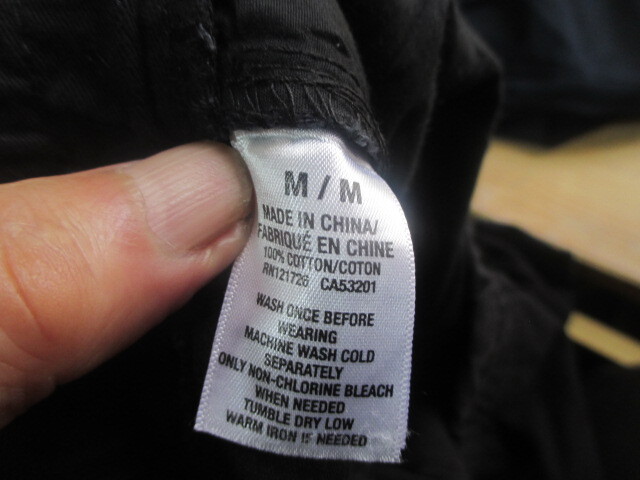 M / M
MADE IN CHINA/
FABRIQUÉ EN CHINE
100% COTTON/COTON
RN121726 CA53201
WASH ONCE BEFORE
WEARING
MACHINE WASH COLD
SEPARATELY
ONLY NON-CHLORINE BLEACH
WHEN NEEDED
TUMBLE DRY LOW
WARM IRON IF NEEDED